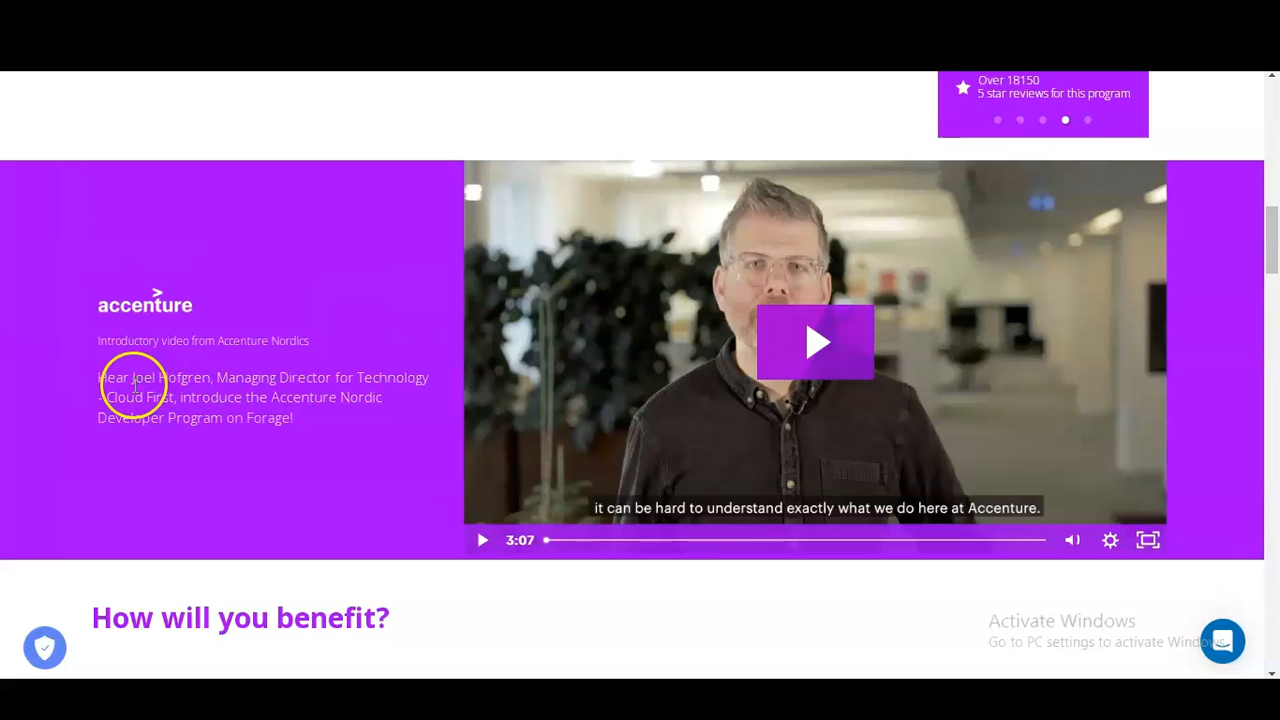 Over 18150
5 star reviews for this program
accenture
Introductory video from Accenture Nordics
Hear Joel Hofgren, Managing Director for Technology
- Cloud First, introduce the Accenture Nordic
Developer Program on Forage!
it can be hard to understand exactly what we do here at Accenture.
3:07
How will you benefit?
Activate Windows
Go to PC settings to activate Windows.